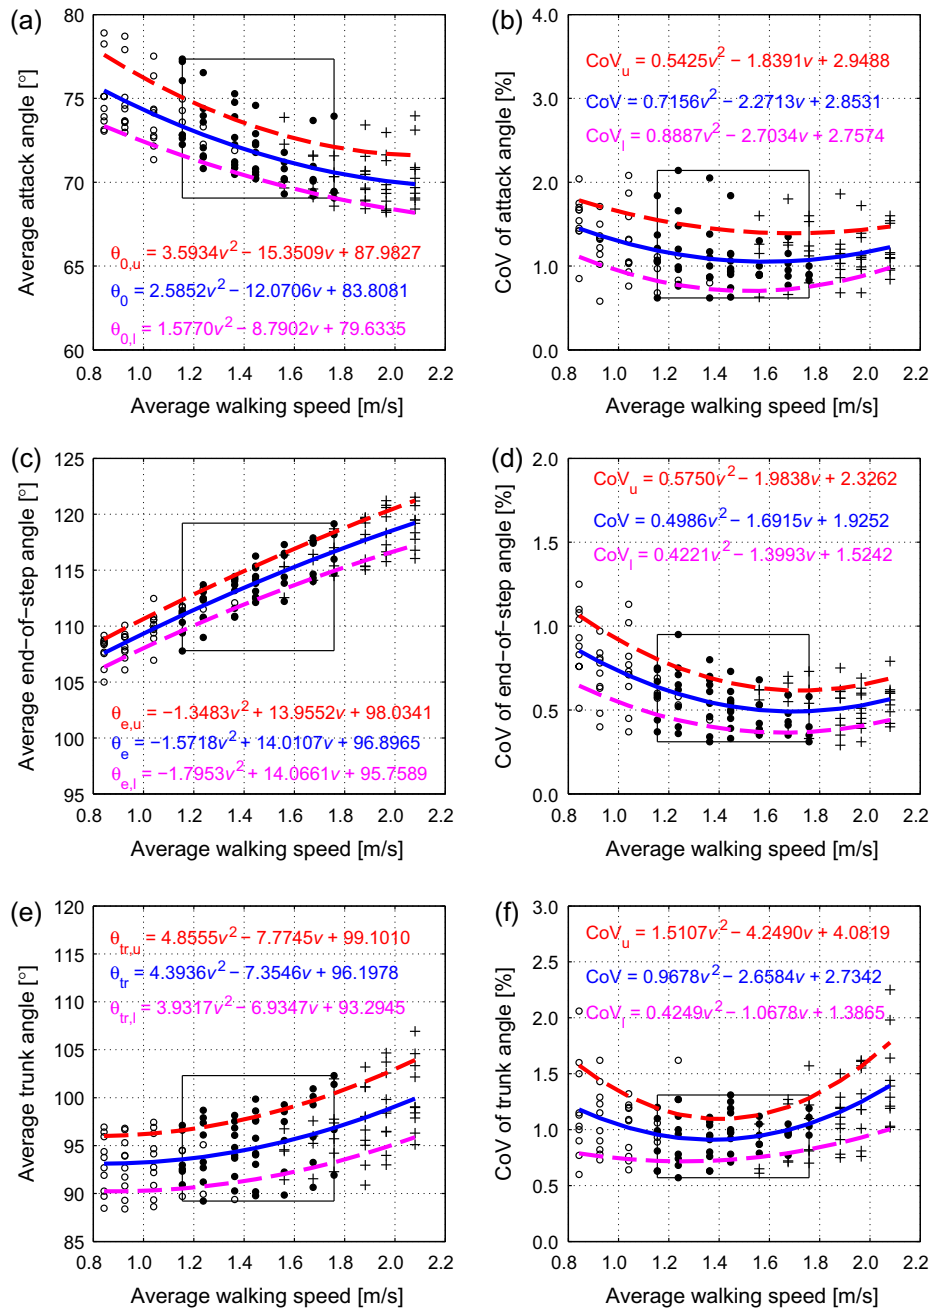 (a)
Average attack angle [°]
80
75
70
65
60
θ0,u = 3.5934v² − 15.3509v + 87.9827
θ0 = 2.5852v² − 12.0706v + 83.8081
θ0,l = 1.5770v² − 8.7902v + 79.6335
0.8 1.0 1.2 1.4 1.6 1.8 2.0 2.2
Average walking speed [m/s]
(b)
CoV of attack angle [%]
4.0
3.0
2.0
1.0
0.0
CoVu = 0.5425v² − 1.8391v + 2.9488
CoV = 0.7156v² − 2.2713v + 2.8531
CoVl = 0.8887v² − 2.7034v + 2.7574
0.8 1.0 1.2 1.4 1.6 1.8 2.0 2.2
Average walking speed [m/s]
(c)
Average end−of−step angle [°]
125
120
115
110
105
100
95
θe,u = −1.3483v² + 13.9552v + 98.0341
θe = −1.5718v² + 14.0107v + 96.8965
θe,l = −1.7953v² + 14.0661v + 95.7589
0.8 1.0 1.2 1.4 1.6 1.8 2.0 2.2
Average walking speed [m/s]
(d)
CoV of end−of−step angle [%]
2.0
1.5
1.0
0.5
0.0
CoVu = 0.5750v² − 1.9838v + 2.3262
CoV = 0.4986v² − 1.6915v + 1.9252
CoVl = 0.4221v² − 1.3993v + 1.5242
0.8 1.0 1.2 1.4 1.6 1.8 2.0 2.2
Average walking speed [m/s]
(e)
Average trunk angle [°]
120
115
110
105
100
95
90
85
θtr,u = 4.8555v² − 7.7745v + 99.1010
θtr = 4.3936v² − 7.3546v + 96.1978
θtr,l = 3.9317v² − 6.9347v + 93.2945
0.8 1.0 1.2 1.4 1.6 1.8 2.0 2.2
Average walking speed [m/s]
(f)
CoV of trunk angle [%]
3.0
2.5
2.0
1.5
1.0
0.5
0.0
CoVu = 1.5107v² − 4.2490v + 4.0819
CoV = 0.9678v² − 2.6584v + 2.7342
CoVl = 0.4249v² − 1.0678v + 1.3865
0.8 1.0 1.2 1.4 1.6 1.8 2.0 2.2
Average walking speed [m/s]